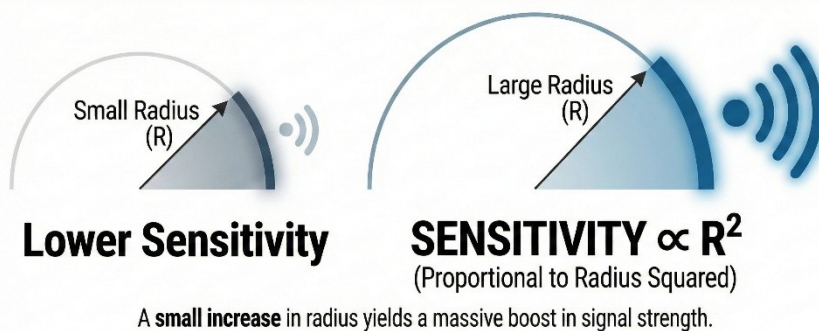 Small Radius
(R)
Large Radius
(R)
Lower Sensitivity
SENSITIVITY ∝ R²
(Proportional to Radius Squared)
A small increase in radius yields a massive boost in signal strength.